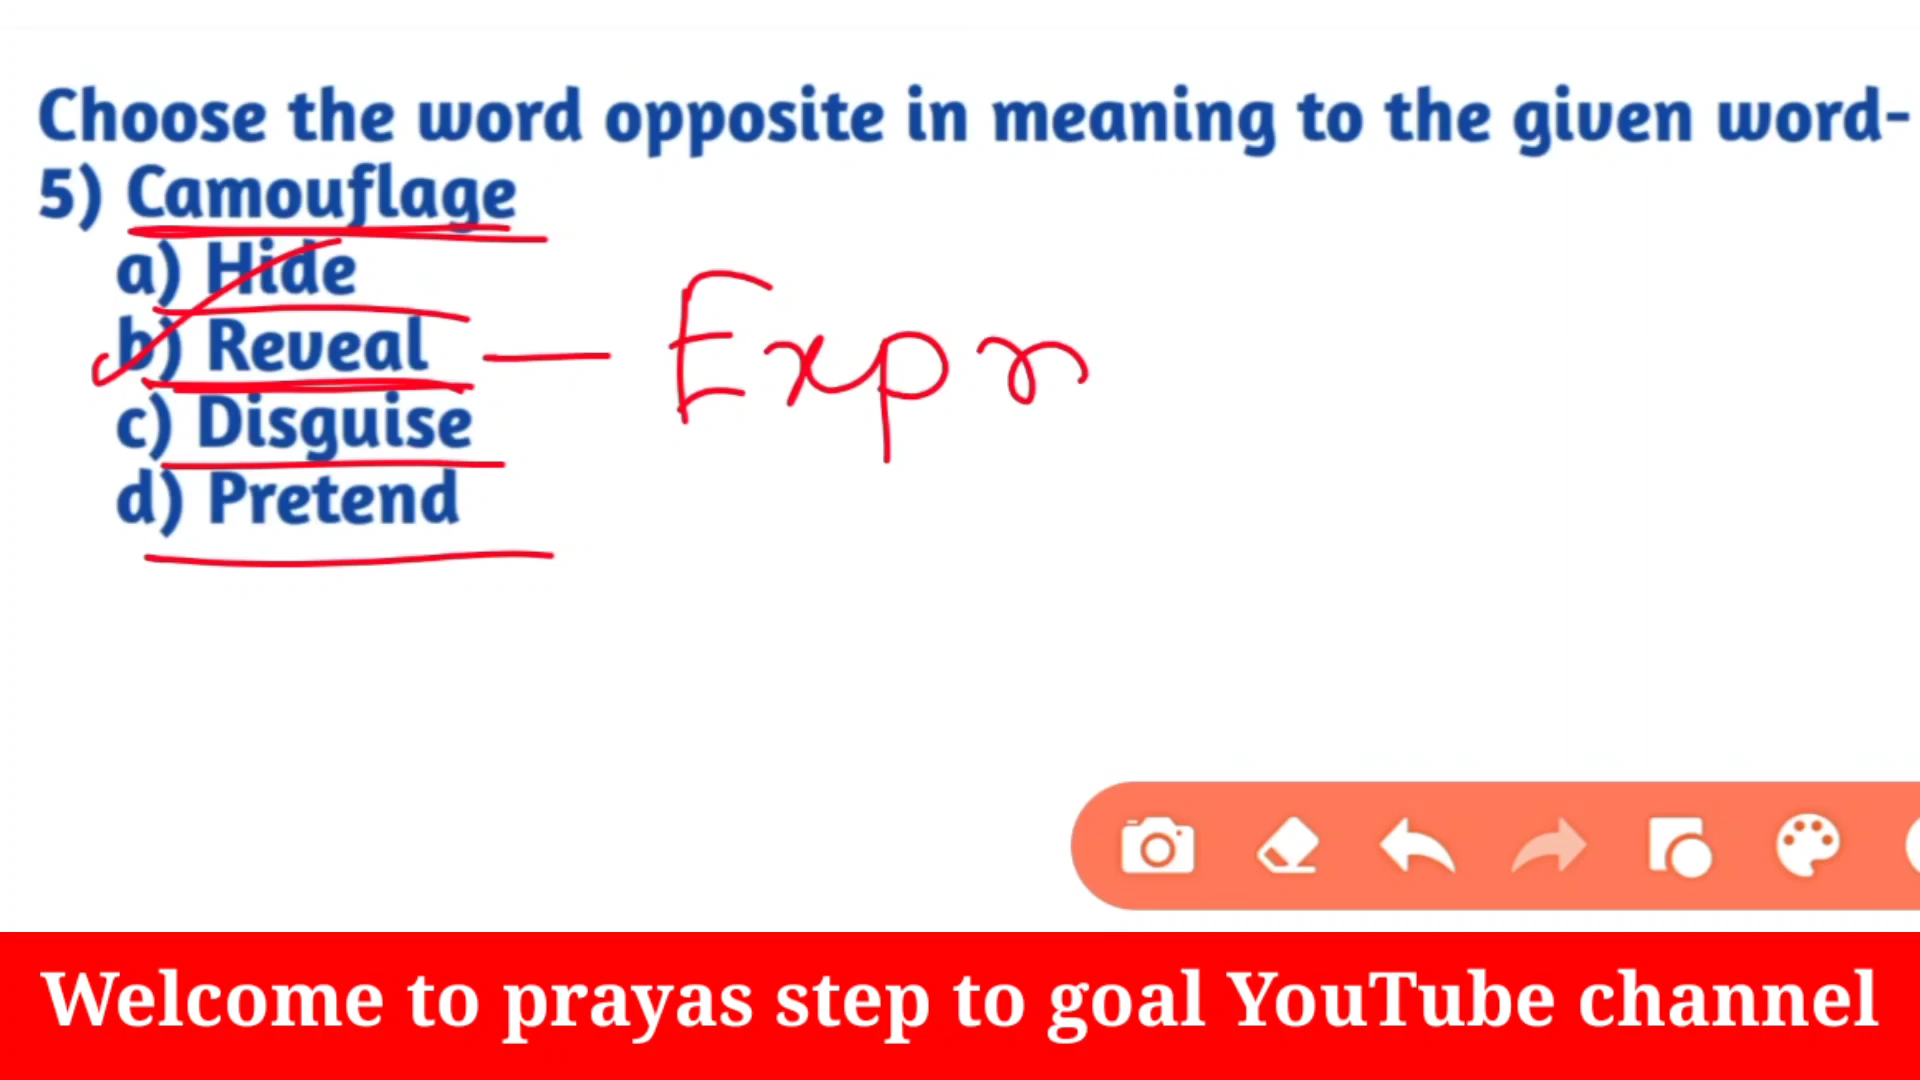 Choose the word opposite in meaning to the given word-
5) Camouflage
a) Hide
b) Reveal — Expr
c) Disguise
d) Pretend
Welcome to prayas step to goal YouTube channel